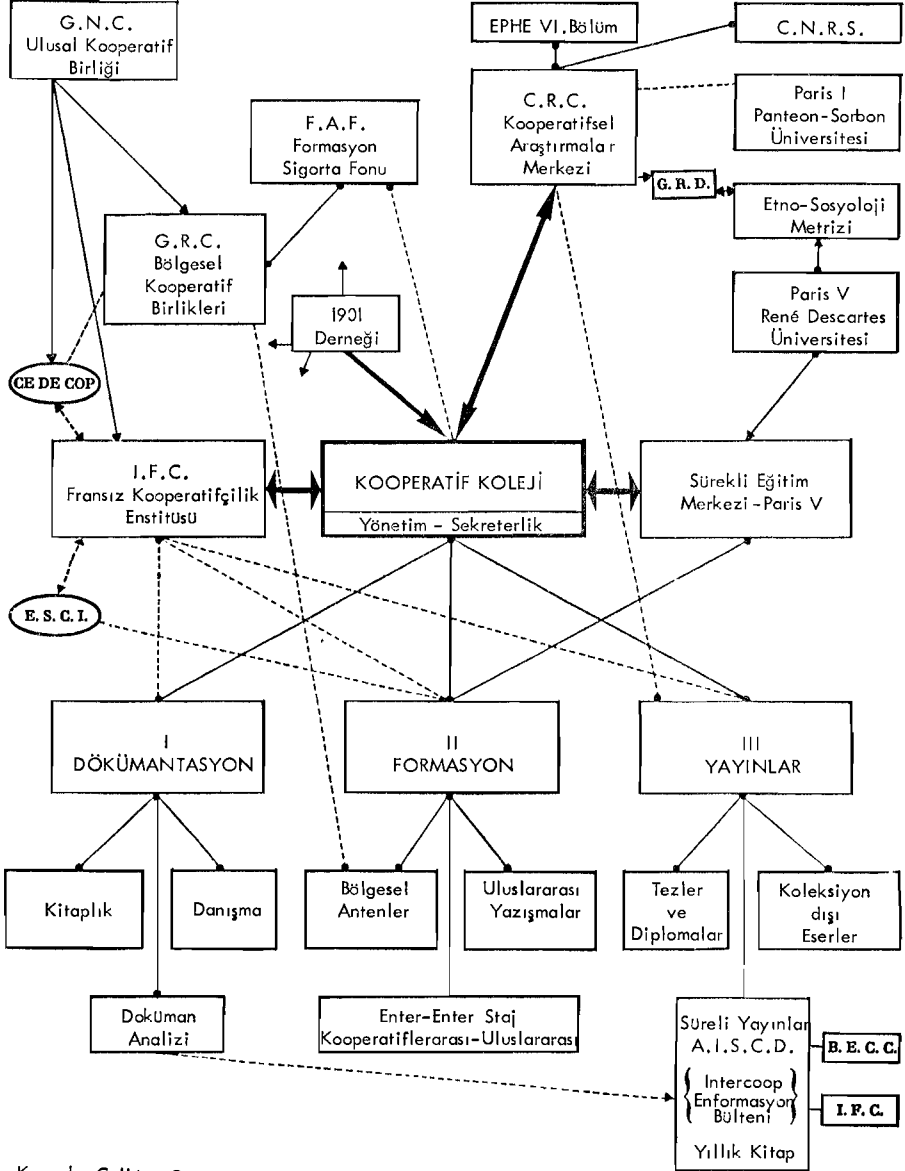 G.N.C.
Ulusal Kooperatif
Birliği
EPHE VI.Bölüm
C.N.R.S.
F.A.F.
Formasyon
Sigorta Fonu
C.R.C.
Kooperatifsel
Araştırmalar
Merkezi
Paris I
Panteon-Sorbon
Üniversitesi
G.R.D.
Etno-Sosyoloji
Metrizi
G.R.C.
Bölgesel
Kooperatif
Birlikleri
1901
Derneği
Paris V
René Descartes
Üniversitesi
CE DE COP
I.F.C.
Fransız Kooperatifçilik
Enstitüsü
KOOPERATİF KOLEJİ
Yönetim - Sekreterlik
Sürekli Eğitim
Merkezi-Paris V
E.S.C.I.
I
DÖKÜMANTASYON
II
FORMASYON
III
YAYINLAR
Kitaplık
Danışma
Bölgesel
Antenler
Uluslararası
Yazışmalar
Tezler
ve
Diplomalar
Koleksiyon
dışı
Eserler
Doküman
Analizi
Enter-Enter Staj
Kooperatiflerarası-Uluslararası
Süreli Yayınlar
A.I.S.C.D.
Intercoop
Enformasyon
Bülteni
Yıllık Kitap
B.E.C.C.
I.F.C.